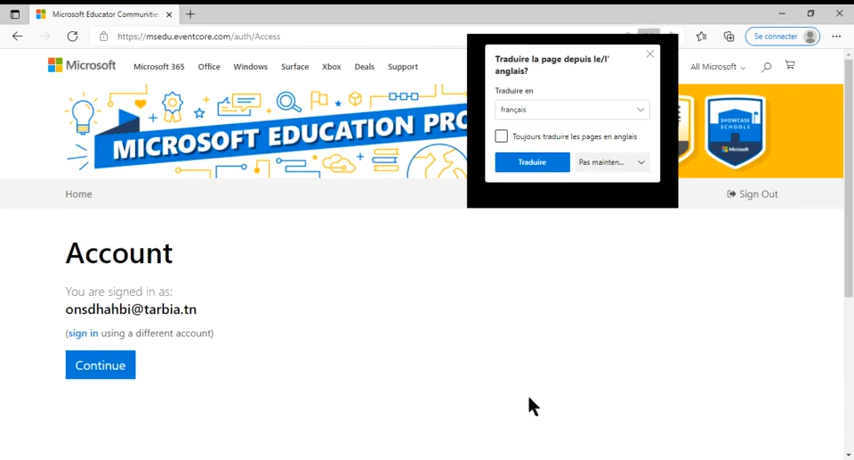 Microsoft Educator Communitie
https://msedu.eventcore.com/auth/Access
Se connecter
Microsoft
Microsoft 365
Office
Windows
Surface
Xbox
Deals
Support
All Microsoft
Traduire la page depuis le/l'
anglais?
Traduire en
français
Toujours traduire les pages en anglais
Traduire
Pas mainten...
MICROSOFT EDUCATION PRO
SHOWCASE
SCHOOLS
Microsoft
Home
Sign Out
Account
You are signed in as:
onsdhahbi@tarbia.tn
(sign in using a different account)
Continue